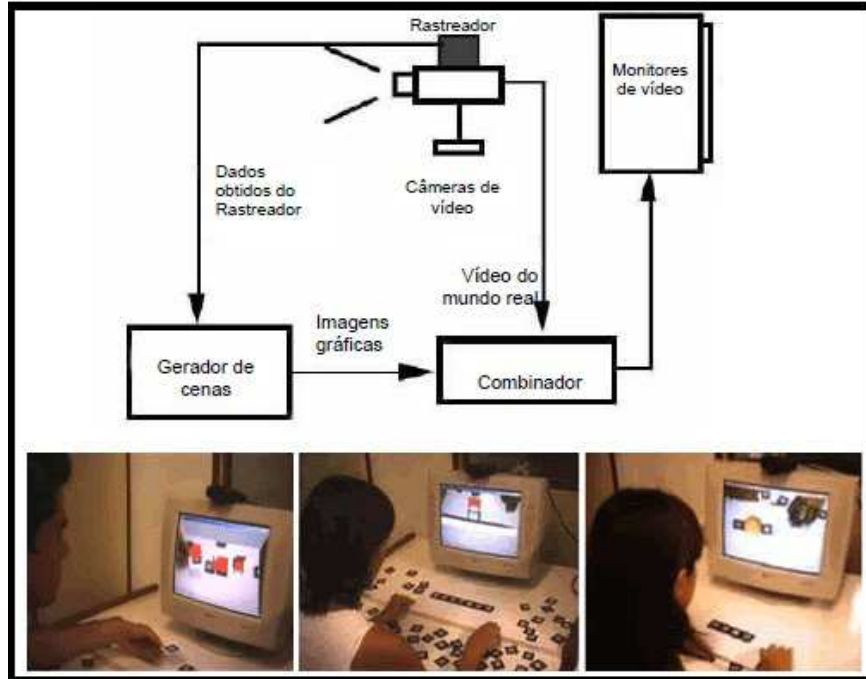 Rastreador
Monitores
de vídeo
Dados
obtidos do
Rastreador
Câmeras de
vídeo
Vídeo do
mundo real
Imagens
gráficas
Gerador de
cenas
Combinador